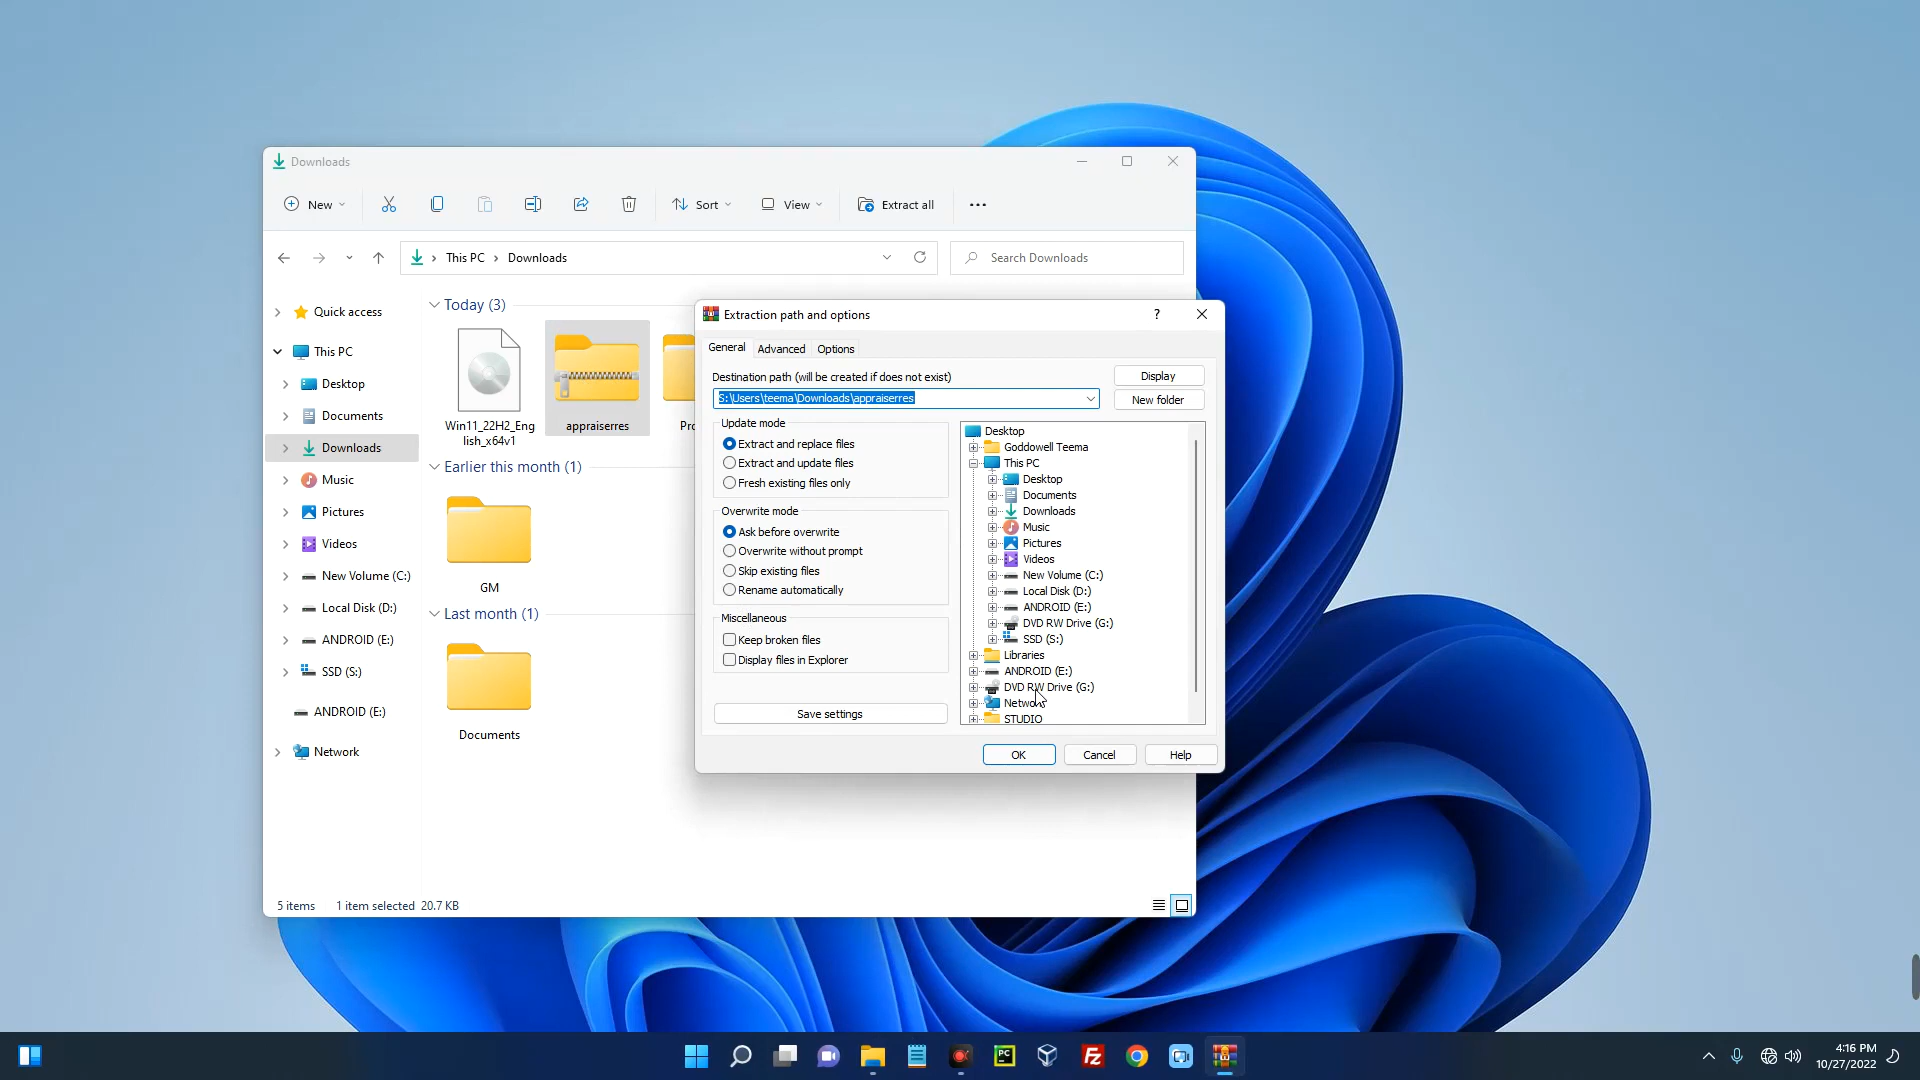 Downloads
New
Sort
View
Extract all
This PC
Downloads
Search Downloads
Quick access
This PC
Desktop
Documents
Downloads
Music
Pictures
Videos
New Volume (C:)
Local Disk (D:)
ANDROID (E:)
SSD (S:)
ANDROID (E:)
Network
Today (3)
Win11_22H2_Eng
lish_x64v1
appraiserres
Pro
Earlier this month (1)
GM
Last month (1)
Documents
5 items
1 item selected 20.7 KB
Extraction path and options
?
General
Advanced
Options
Destination path (will be created if does not exist)
S:\Users\teema\Downloads\appraiserres
Display
New folder
Update mode
Extract and replace files
Extract and update files
Fresh existing files only
Overwrite mode
Ask before overwrite
Overwrite without prompt
Skip existing files
Rename automatically
Miscellaneous
Keep broken files
Display files in Explorer
Save settings
Desktop
Goddowell Teema
This PC
Desktop
Documents
Downloads
Music
Pictures
Videos
New Volume (C:)
Local Disk (D:)
ANDROID (E:)
DVD RW Drive (G:)
SSD (S:)
Libraries
ANDROID (E:)
DVD RW Drive (G:)
Network
STUDIO
OK
Cancel
Help
PC
Fz
4:16 PM
10/27/2022